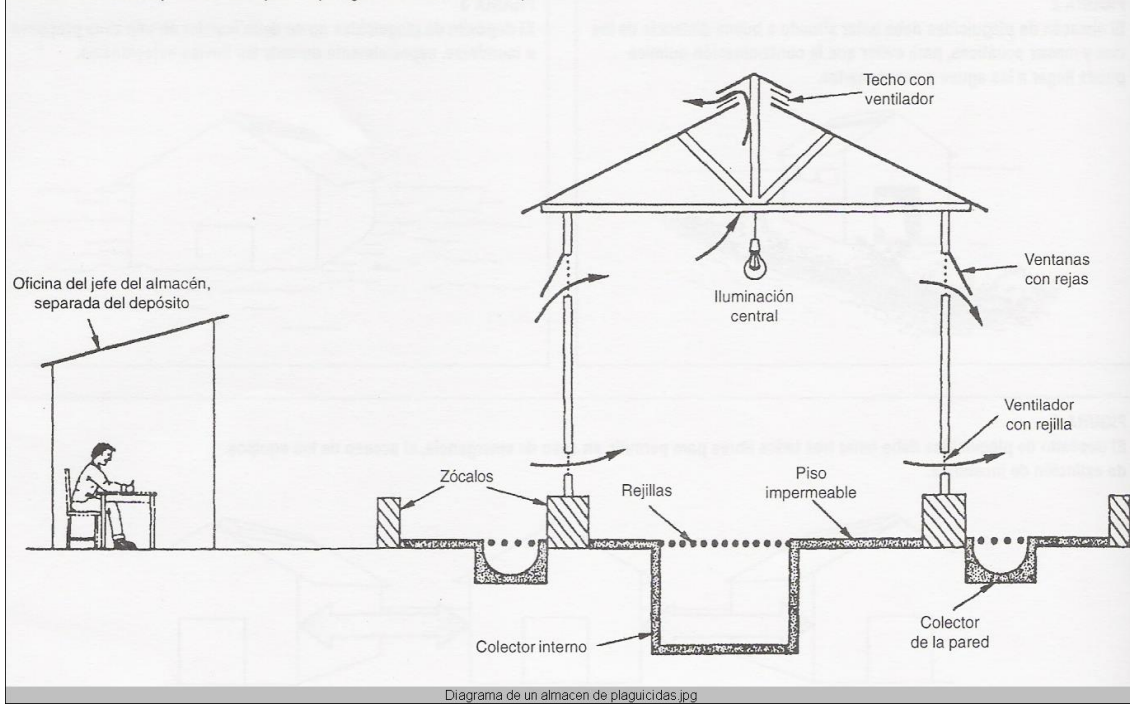 Techo con
ventilador
Oficina del jefe del almacén,
separada del depósito
Iluminación
central
Ventanas
con rejas
Ventilador
con rejilla
Zócalos
Rejillas
Piso
impermeable
Colector interno
Colector
de la pared
Diagrama de un almacen de plaguicidas.jpg